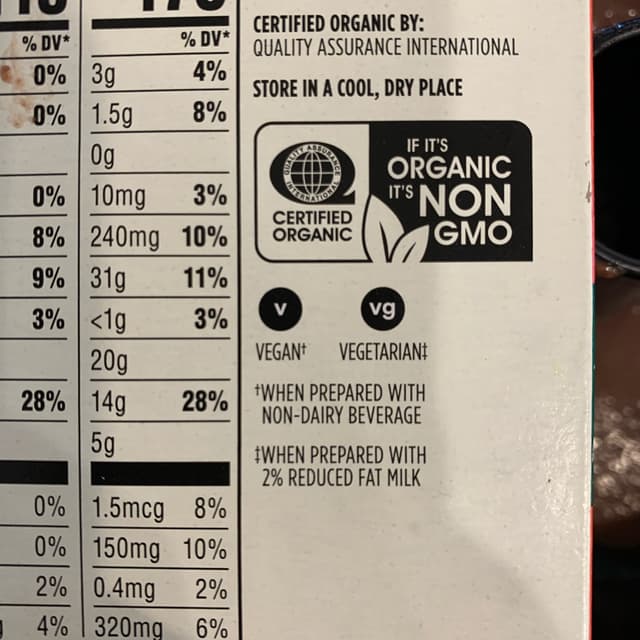 % DV* % DV*
0% 3g 4%
0% 1.5g 8%
0g
0% 10mg 3%
8% 240mg 10%
9% 31g 11%
3% <1g 3%
20g
28% 14g 28%
5g
0% 1.5mcg 8%
0% 150mg 10%
2% 0.4mg 2%
4% 320mg 6%
CERTIFIED ORGANIC BY:
QUALITY ASSURANCE INTERNATIONAL
STORE IN A COOL, DRY PLACE
QUALITY ASSURANCE
INTERNATIONAL
CERTIFIED
ORGANIC
IF IT'S
ORGANIC
IT'S NON
GMO
v vg
VEGAN† VEGETARIAN‡
†WHEN PREPARED WITH
NON-DAIRY BEVERAGE
‡WHEN PREPARED WITH
2% REDUCED FAT MILK